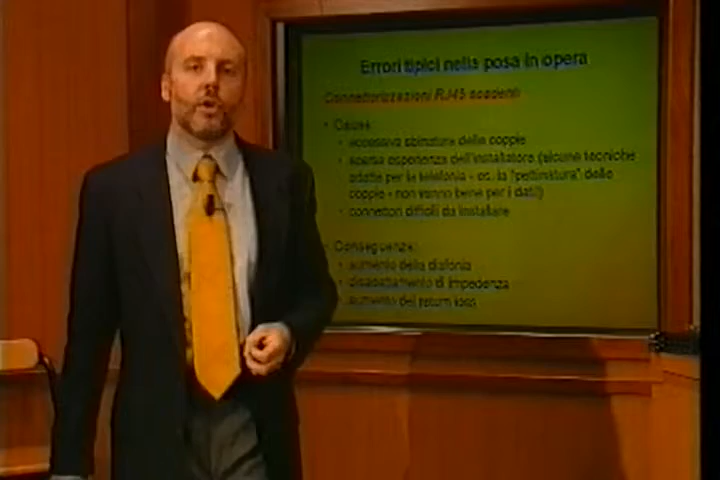 Errori tipici nella posa in opera
Connettorizzazioni RJ45 scadenti
• Cause:
• eccessiva sbinatura delle coppie
• scarsa esperienza dell'installatore (alcune tecniche
adatte per la telefonia - es. la "pettinatura" delle
coppie - non vanno bene per i dati!)
• connettori difficili da installare
• Conseguenze:
• aumento della diafonia
• disadattamento di impedenza
• aumento del return loss